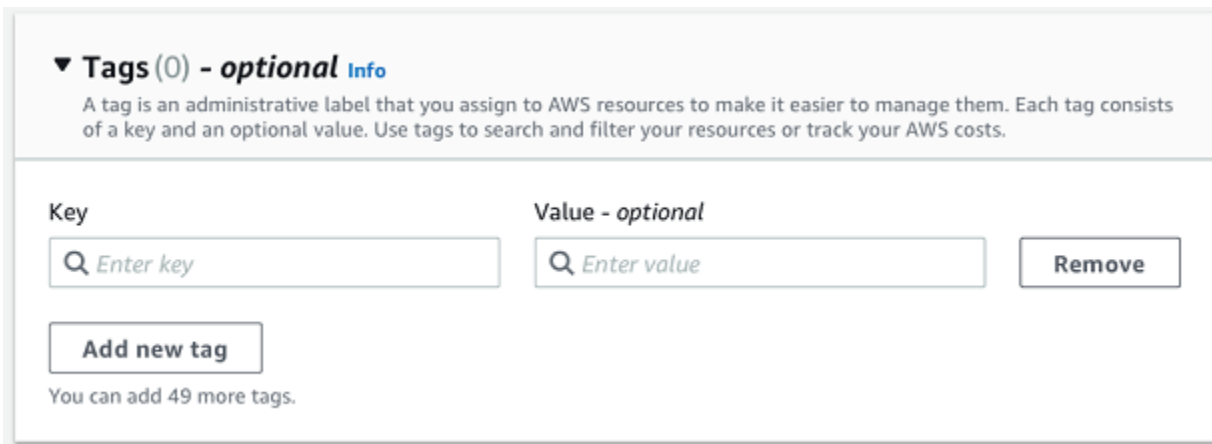 ▼ Tags (0) - optional Info
A tag is an administrative label that you assign to AWS resources to make it easier to manage them. Each tag consists
of a key and an optional value. Use tags to search and filter your resources or track your AWS costs.
Key Value - optional
Enter key Enter value Remove
Add new tag
You can add 49 more tags.